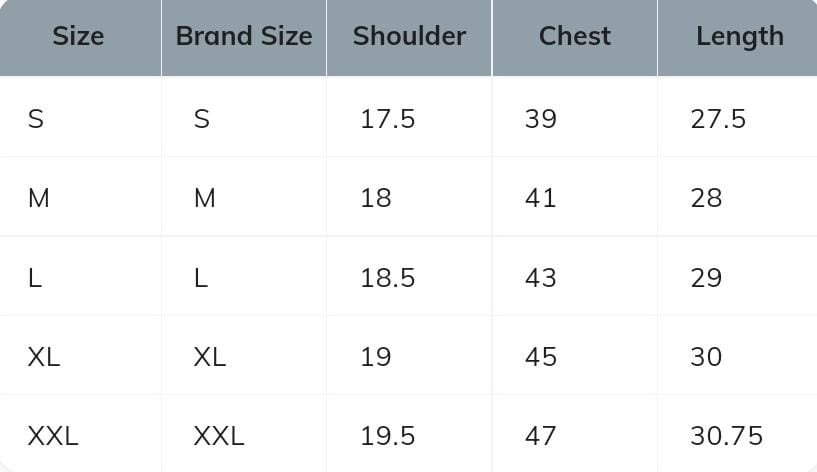 Size Brand Size Shoulder Chest Length
S S 17.5 39 27.5
M M 18 41 28
L L 18.5 43 29
XL XL 19 45 30
XXL XXL 19.5 47 30.75